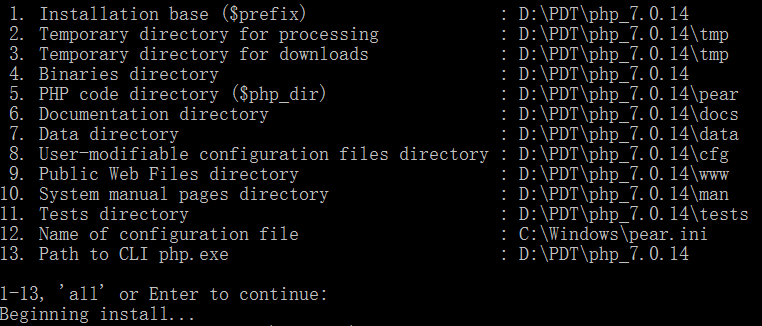 1. Installation base ($prefix) : D:\PDT\php_7.0.14
2. Temporary directory for processing : D:\PDT\php_7.0.14\tmp
3. Temporary directory for downloads : D:\PDT\php_7.0.14\tmp
4. Binaries directory : D:\PDT\php_7.0.14
5. PHP code directory ($php_dir) : D:\PDT\php_7.0.14\pear
6. Documentation directory : D:\PDT\php_7.0.14\docs
7. Data directory : D:\PDT\php_7.0.14\data
8. User-modifiable configuration files directory : D:\PDT\php_7.0.14\cfg
9. Public Web Files directory : D:\PDT\php_7.0.14\www
10. System manual pages directory : D:\PDT\php_7.0.14\man
11. Tests directory : D:\PDT\php_7.0.14\tests
12. Name of configuration file : C:\Windows\pear.ini
13. Path to CLI php.exe : D:\PDT\php_7.0.14
1-13, 'all' or Enter to continue:
Beginning install...